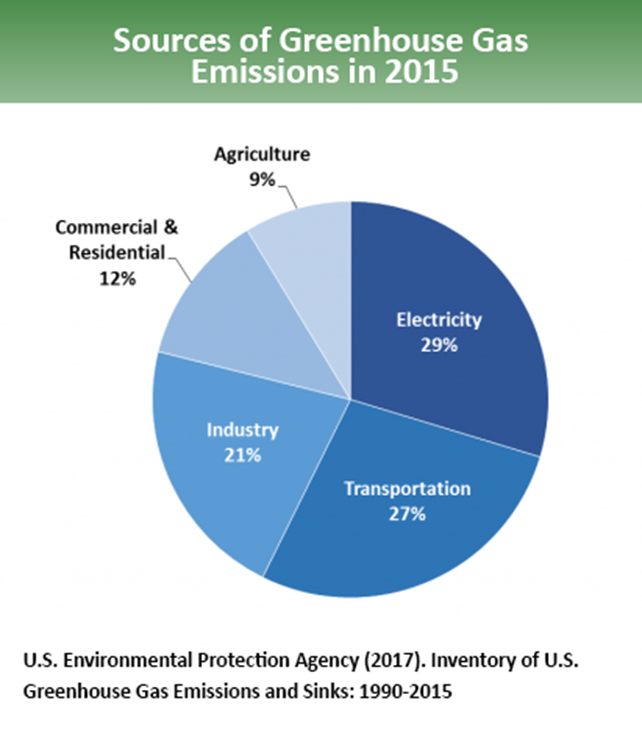 Sources of Greenhouse Gas
Emissions in 2015
Agriculture
9%
Commercial &
Residential
12%
Electricity
29%
Industry
21%
Transportation
27%
U.S. Environmental Protection Agency (2017). Inventory of U.S.
Greenhouse Gas Emissions and Sinks: 1990-2015